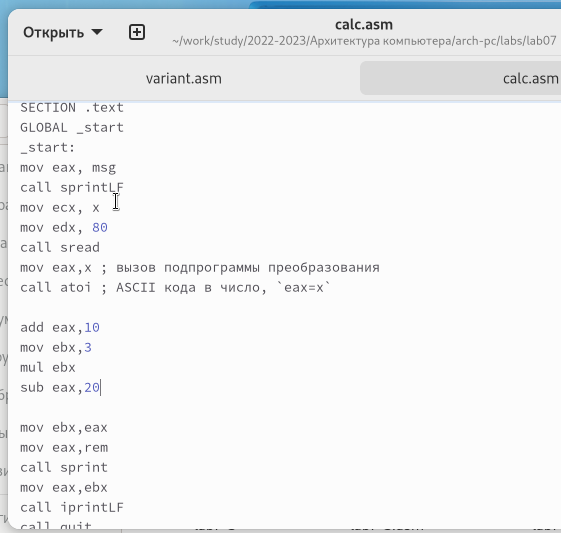 Открыть
calc.asm
~/work/study/2022-2023/Архитектура компьютера/arch-pc/labs/lab07
variant.asm
calc.asm
SECTION .text
GLOBAL _start
_start:
mov eax, msg
call sprintLF
mov ecx, x
mov edx, 80
call sread
mov eax,x ; вызов подпрограммы преобразования
call atoi ; ASCII кода в число, `eax=x`
add eax,10
mov ebx,3
mul ebx
sub eax,20
mov ebx,eax
mov eax,rem
call sprint
mov eax,ebx
call iprintLF
call quit